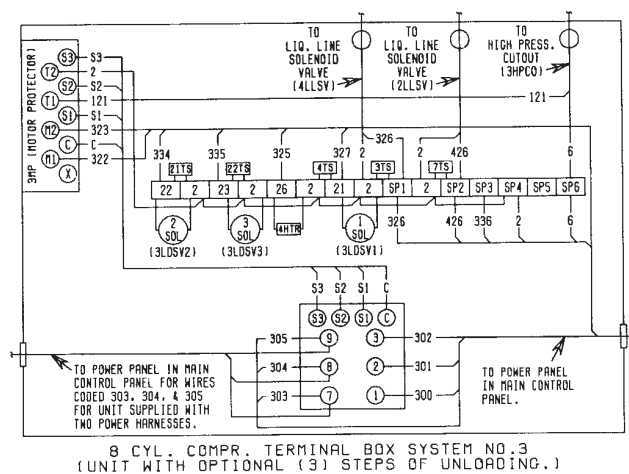 TO
LIQ. LINE
SOLENOID
VALVE
(4LLSV)
TO
LIQ. LINE
SOLENOID
VALVE
(2LLSV)
TO
HIGH PRESS.
CUTOUT
(3HPCO)
3MP (MOTOR PROTECTOR)
S3 S3
T2 2
S2 S2
T1 121
S1 S1
M2 323
C C
M1 322
X
121
334 335 325 327 2 326 2 426 6
21TS 22TS 4TS 3TS 7TS
22 2 23 2 26 2 21 2 SP1 2 SP2 SP3 SP4 SP5 SP6
2
SOL
(3LDSV2)
3
SOL
(3LDSV3)
4HTR
1
SOL
(3LDSV1)
326 426 336 2 6
S3 S2 S1 C
S3 S2 S1 C
305 9 3 302
304 8 2 301
303 7 1 300
TO POWER PANEL IN MAIN
CONTROL PANEL FOR WIRES
CODED 303, 304, & 305
FOR UNIT SUPPLIED WITH
TWO POWER HARNESSES.
TO POWER PANEL
IN MAIN CONTROL
PANEL.
8 CYL. COMPR. TERMINAL BOX SYSTEM NO.3
(UNIT WITH OPTIONAL (3) STEPS OF UNLOADING.)